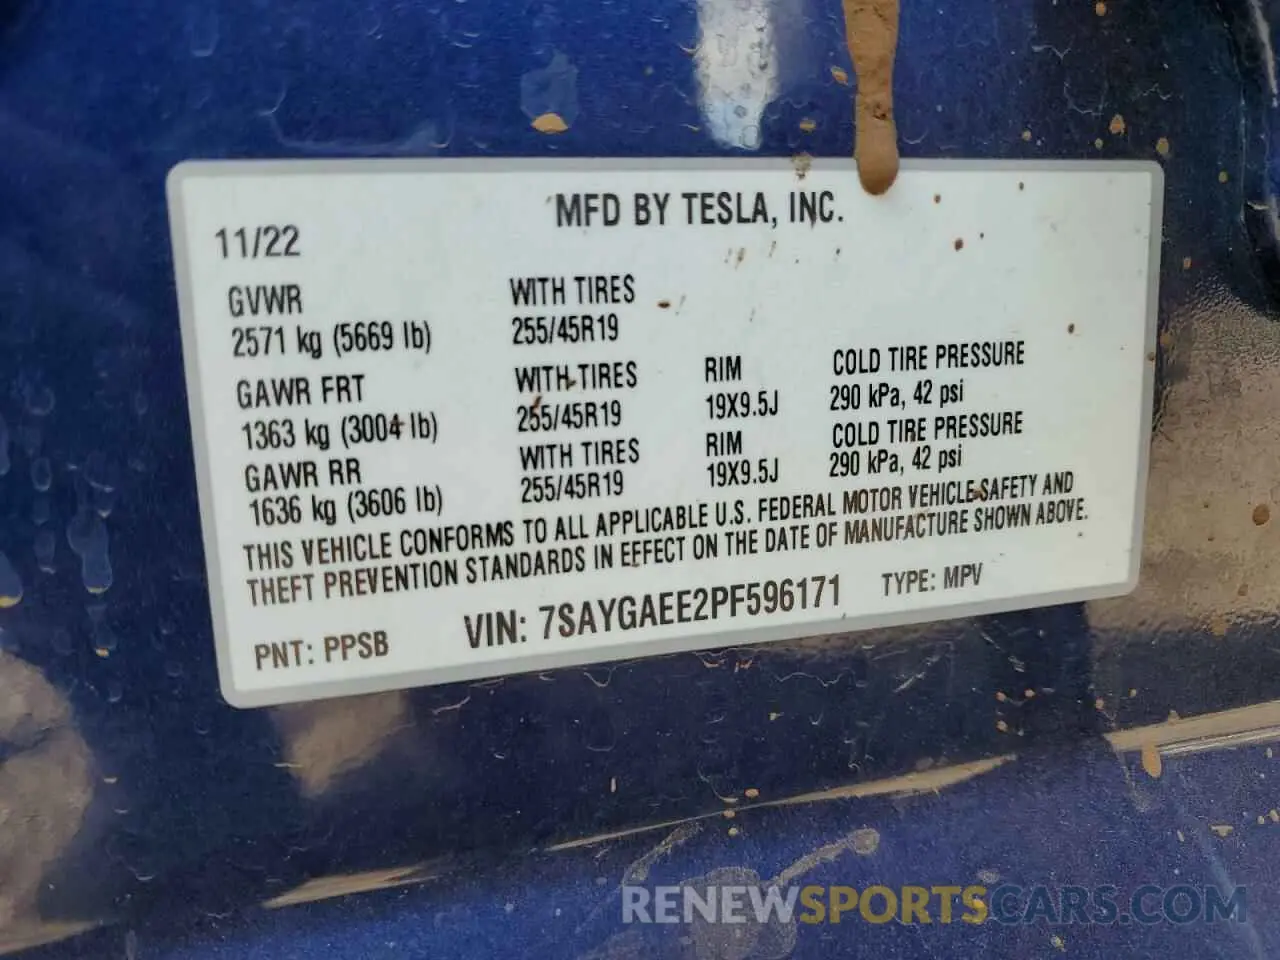 MFD BY TESLA, INC.
11/22
GVWR WITH TIRES
2571 kg (5669 lb) 255/45R19
GAWR FRT WITH TIRES RIM COLD TIRE PRESSURE
1363 kg (3004 lb) 255/45R19 19X9.5J 290 kPa, 42 psi
GAWR RR WITH TIRES RIM COLD TIRE PRESSURE
1636 kg (3606 lb) 255/45R19 19X9.5J 290 kPa, 42 psi
THIS VEHICLE CONFORMS TO ALL APPLICABLE U.S. FEDERAL MOTOR VEHICLE SAFETY AND
THEFT PREVENTION STANDARDS IN EFFECT ON THE DATE OF MANUFACTURE SHOWN ABOVE.
PNT: PPSB VIN: 7SAYGAEE2PF596171 TYPE: MPV
RENEWSPORTSCARS.COM